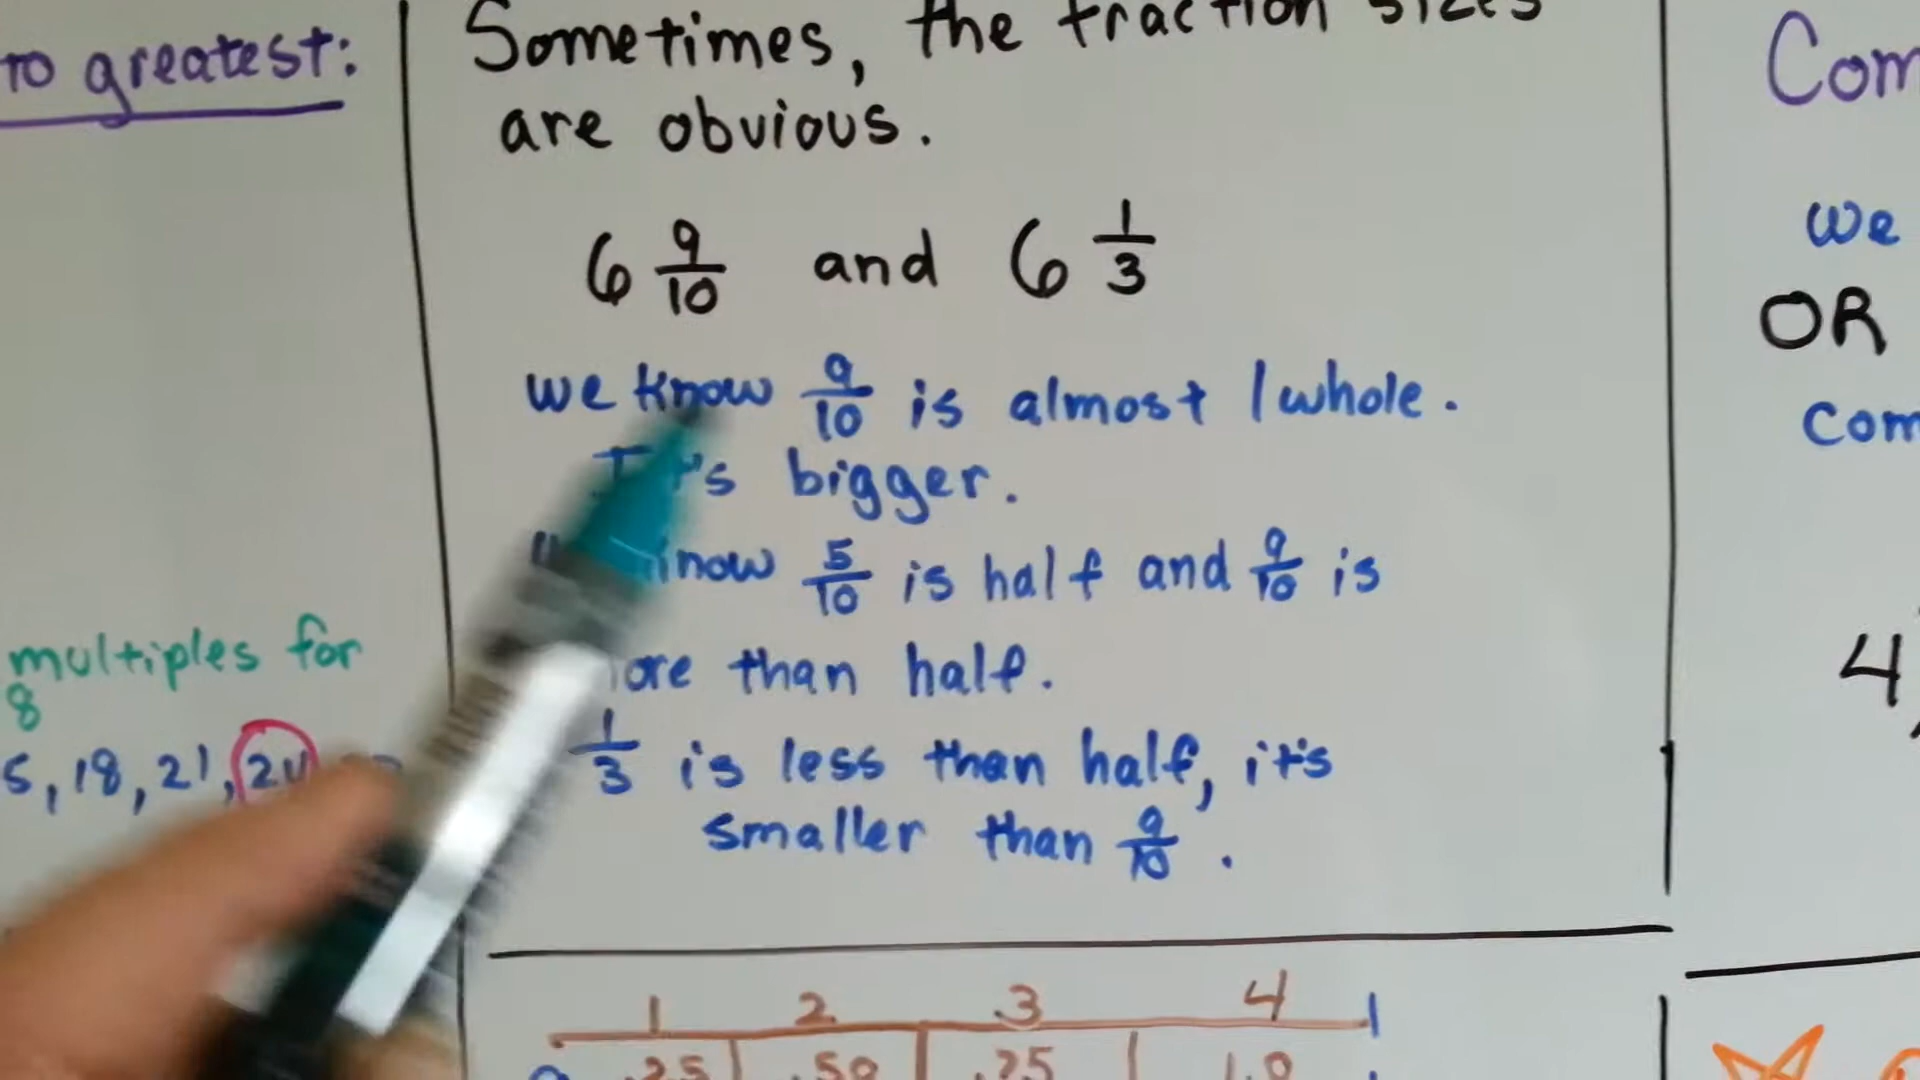 to greatest:
multiples for
8
5, 18, 21, 24
Sometimes, the fraction sizes
are obvious.
6 9/10 and 6 1/3
we know 9/10 is almost 1 whole.
It's bigger.
know 5/10 is half and 9/10 is
more than half.
1/3 is less than half, it's
smaller than 9/10.
1 2 3 4 1
.25 .50 .75 1.0
Com
we
OR
com
4,